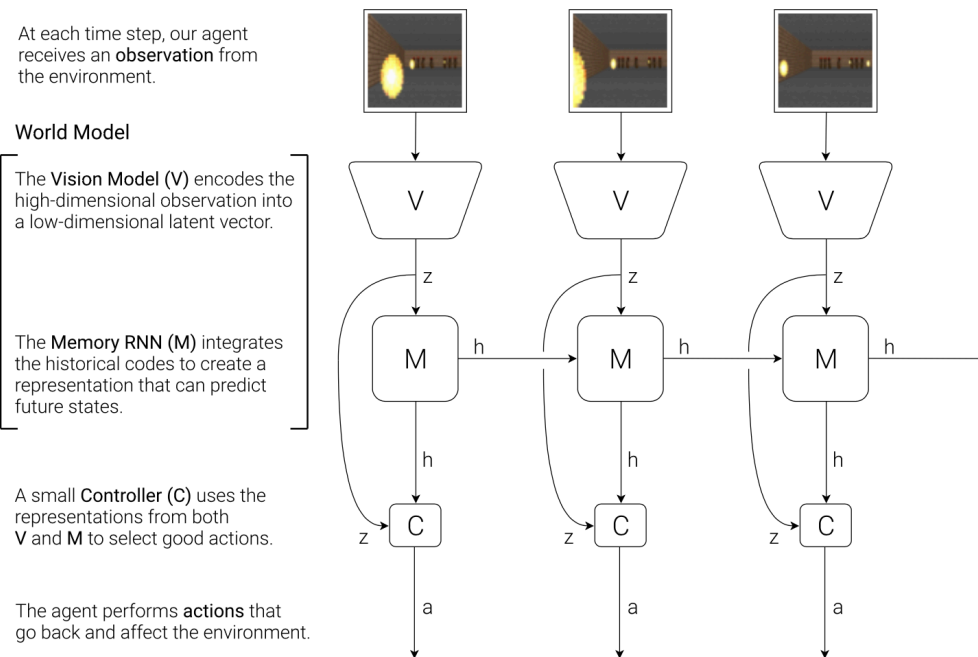 At each time step, our agent
receives an observation from
the environment.
World Model
The Vision Model (V) encodes the
high-dimensional observation into
a low-dimensional latent vector.
V V V
z z z
The Memory RNN (M) integrates
the historical codes to create a
representation that can predict
future states.
M h M h M h
h h h
A small Controller (C) uses the
representations from both
V and M to select good actions.
C C C
z z z
a a a
The agent performs actions that
go back and affect the environment.